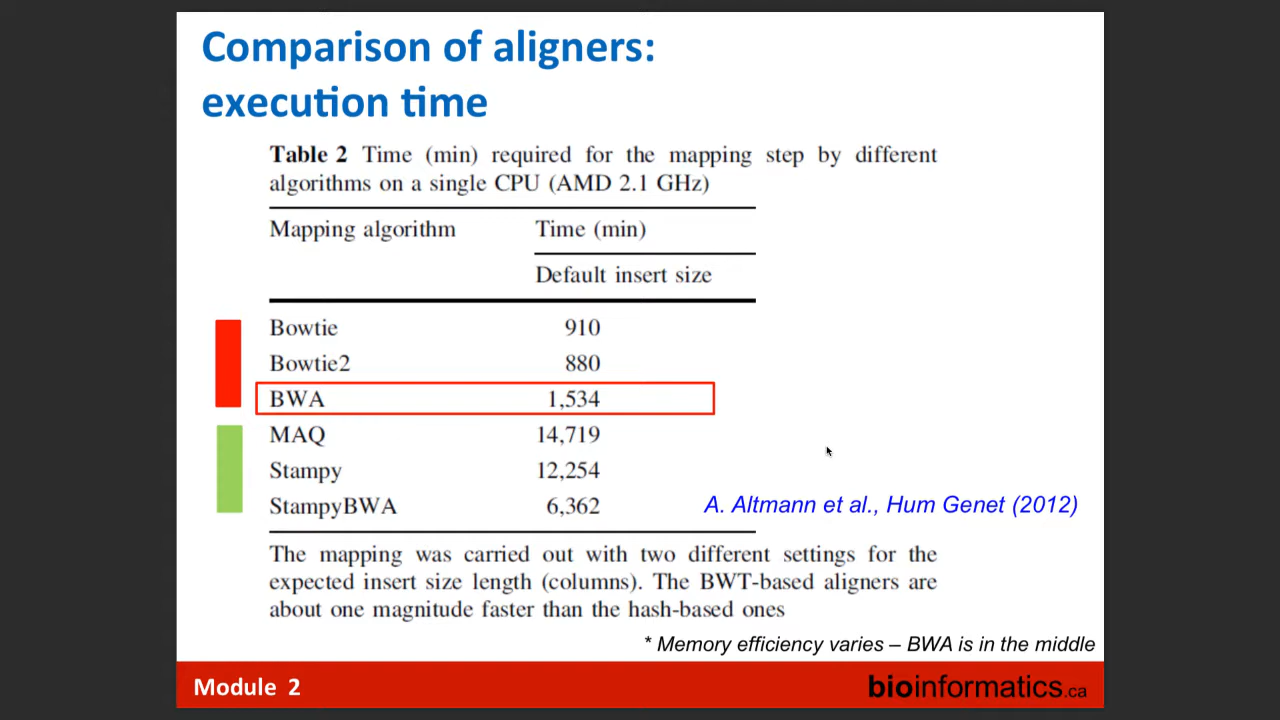 Comparison of aligners:
execution time
Table 2 Time (min) required for the mapping step by different
algorithms on a single CPU (AMD 2.1 GHz)
Mapping algorithm Time (min)
Default insert size
Bowtie 910
Bowtie2 880
BWA 1,534
MAQ 14,719
Stampy 12,254
StampyBWA 6,362
A. Altmann et al., Hum Genet (2012)
The mapping was carried out with two different settings for the
expected insert size length (columns). The BWT-based aligners are
about one magnitude faster than the hash-based ones
* Memory efficiency varies – BWA is in the middle
Module 2
bioinformatics.ca